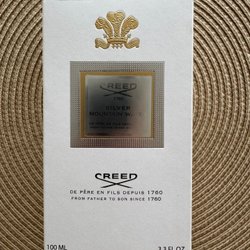 CREED
1760
SILVER
MOUNTAIN WATER
CREED
DE PÈRE EN FILS DEPUIS 1760
FROM FATHER TO SON SINCE 1760
100 ML
3.3 FL.OZ